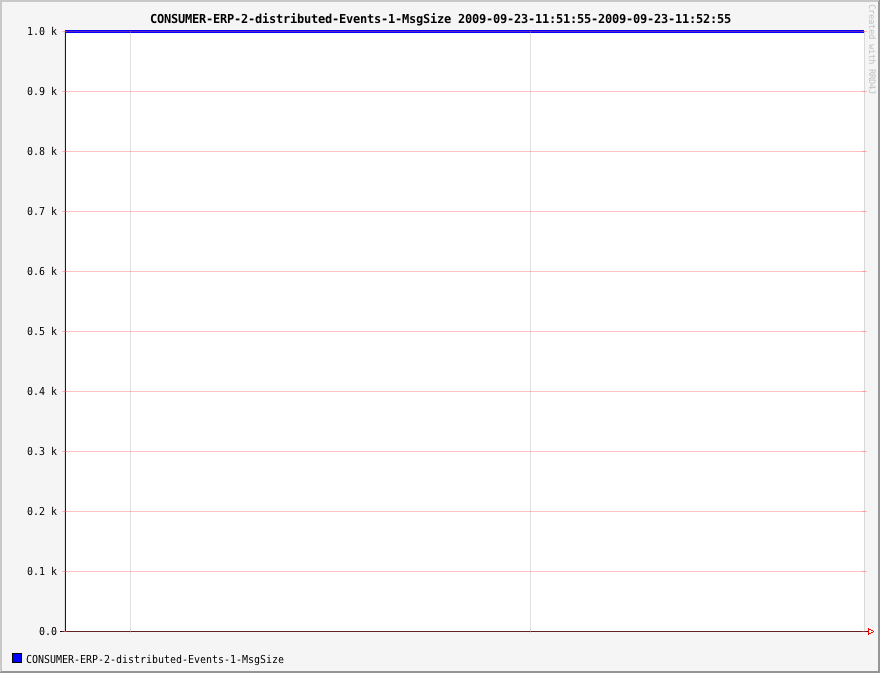 CONSUMER-ERP-2-distributed-Events-1-MsgSize 2009-09-23-11:51:55-2009-09-23-11:52:55
Created with RRD4J
1.0 k
0.9 k
0.8 k
0.7 k
0.6 k
0.5 k
0.4 k
0.3 k
0.2 k
0.1 k
0.0
CONSUMER-ERP-2-distributed-Events-1-MsgSize